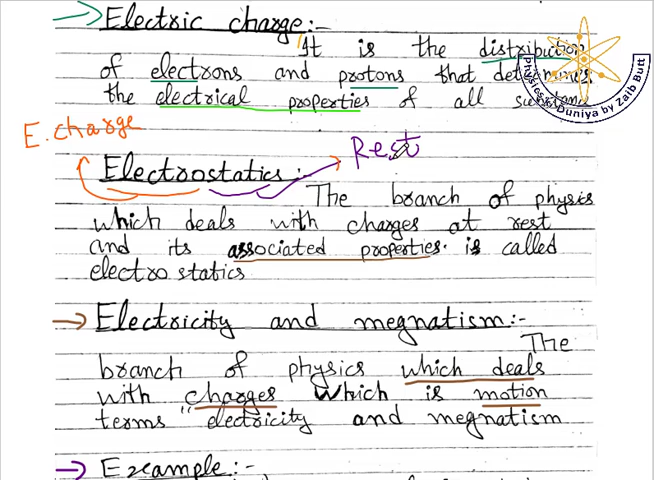 Electric charge:-
It is the distribution
of electrons and protons that determines
the electrical properties of all
E. charge
Rest
Electrostatics:-
The branch of physis
which deals with charges at rest
and its associated properties. is called
electrostatics
Electricity and megnatism:-
The
branch of physics which deals
with charges which is motion
terms "electricity and megnatism
Example:-
Physics Duniya by Zaib Butt